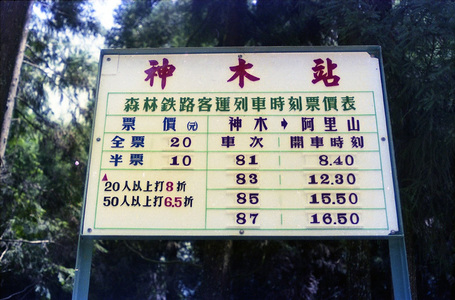 神木站
森林鉄路客運列車時刻票價表
票價(元) 神木➡阿里山
全票 20 車次 開車時刻
半票 10 81 8.40
83 12.30
▲20人以上打8折
85 15.50
50人以上打6.5折
87 16.50